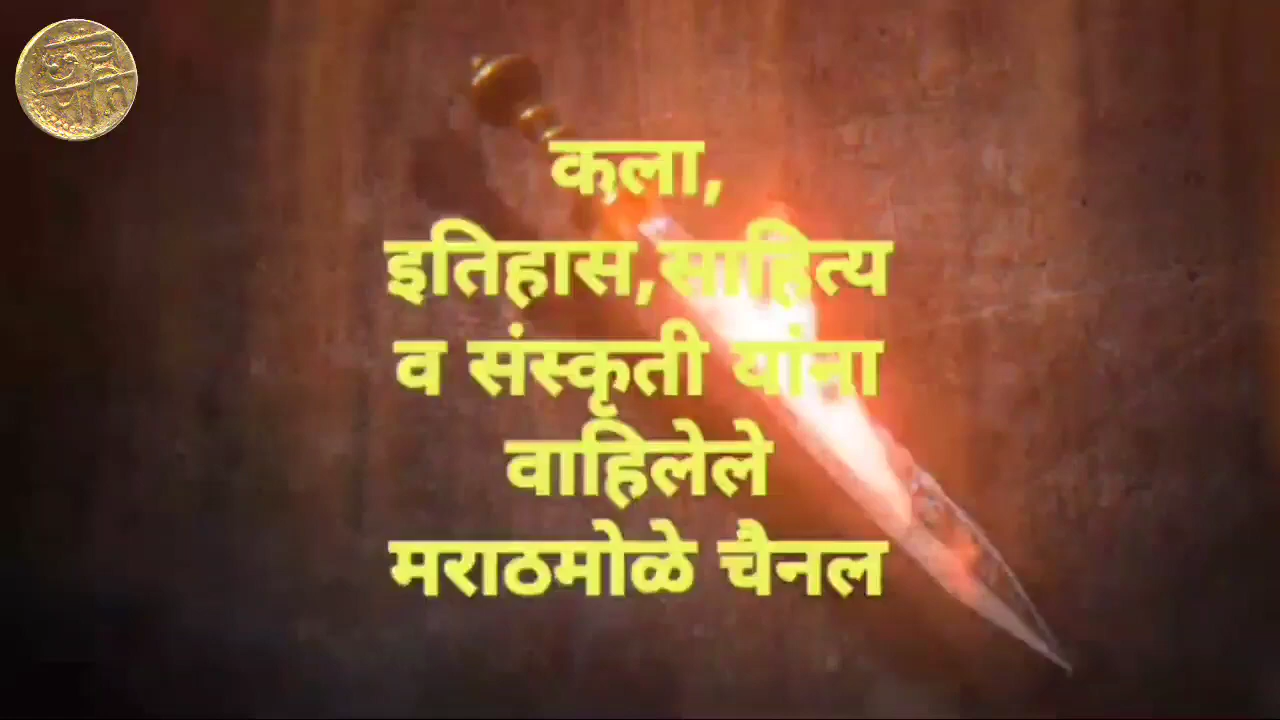 कला,
इतिहास,साहित्य
व संस्कृती यांना
वाहिलेले
मराठमोळे चैनल